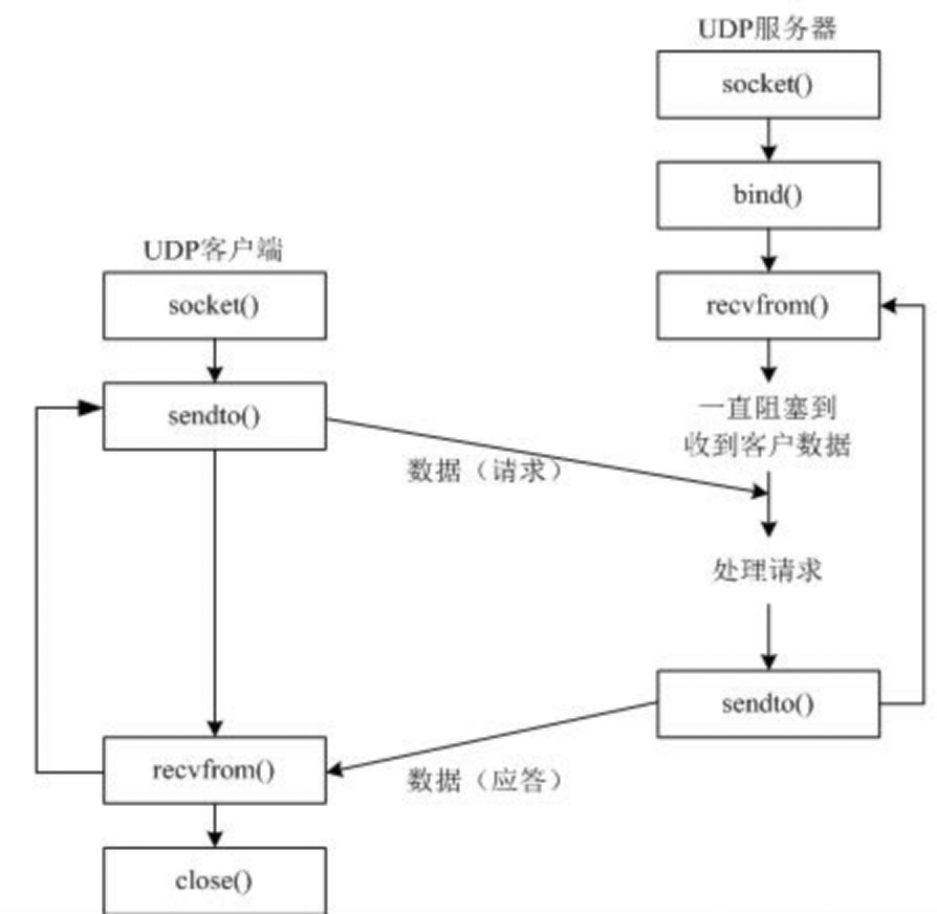 UDP服务器
socket()
bind()
recvfrom()
一直阻塞到
收到客户数据
处理请求
sendto()
UDP客户端
socket()
sendto()
数据（请求）
recvfrom()
数据（应答）
close()